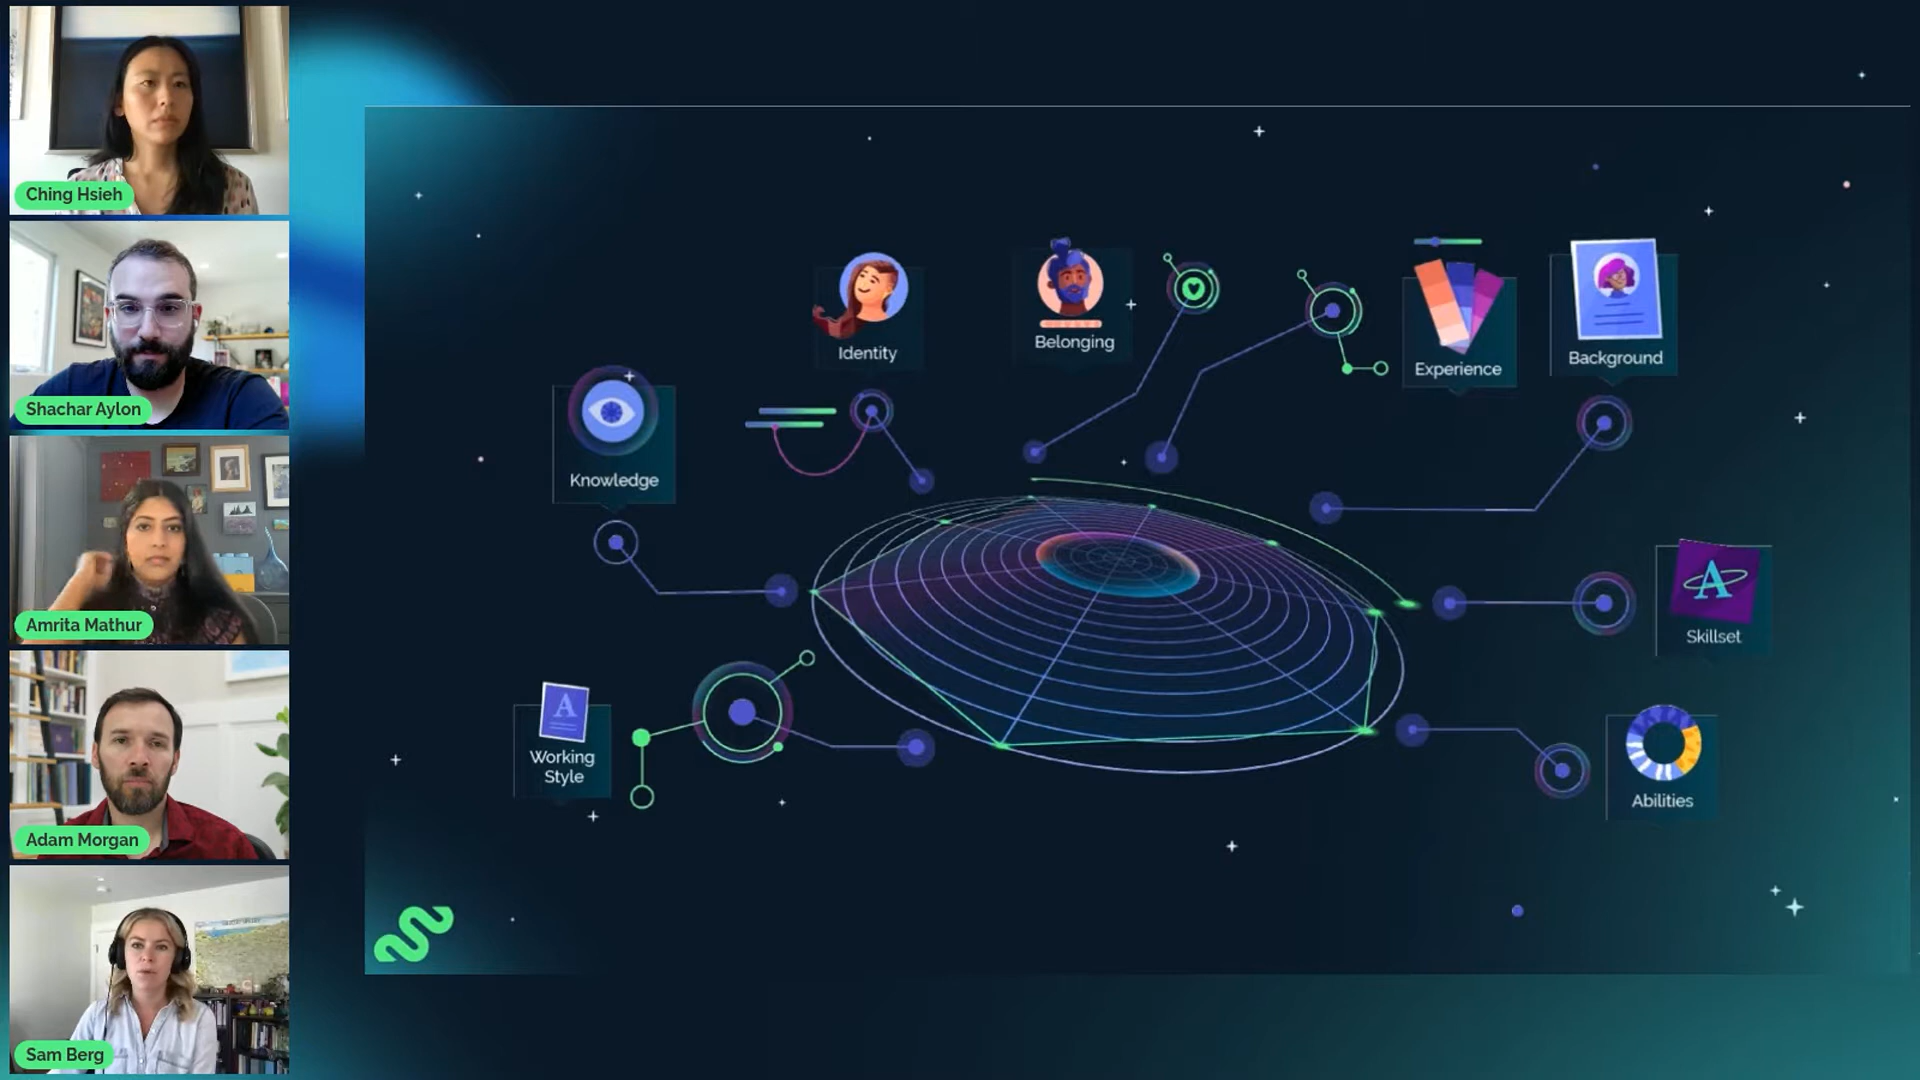 Ching Hsieh
Shachar Aylon
Amrita Mathur
Adam Morgan
Sam Berg
Identity
Belonging
Experience
Background
Knowledge
Skillset
A
Working
Style
A
Abilities